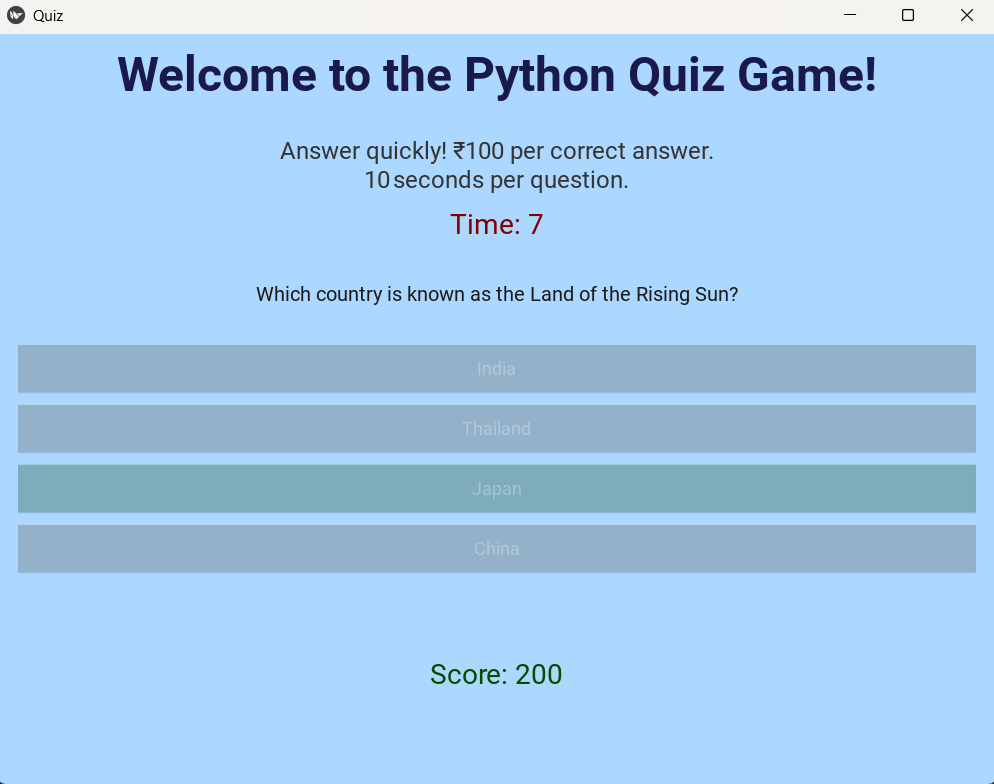 Quiz
Welcome to the Python Quiz Game!
Answer quickly! ₹100 per correct answer.
10 seconds per question.
Time: 7
Which country is known as the Land of the Rising Sun?
India
Thailand
Japan
China
Score: 200